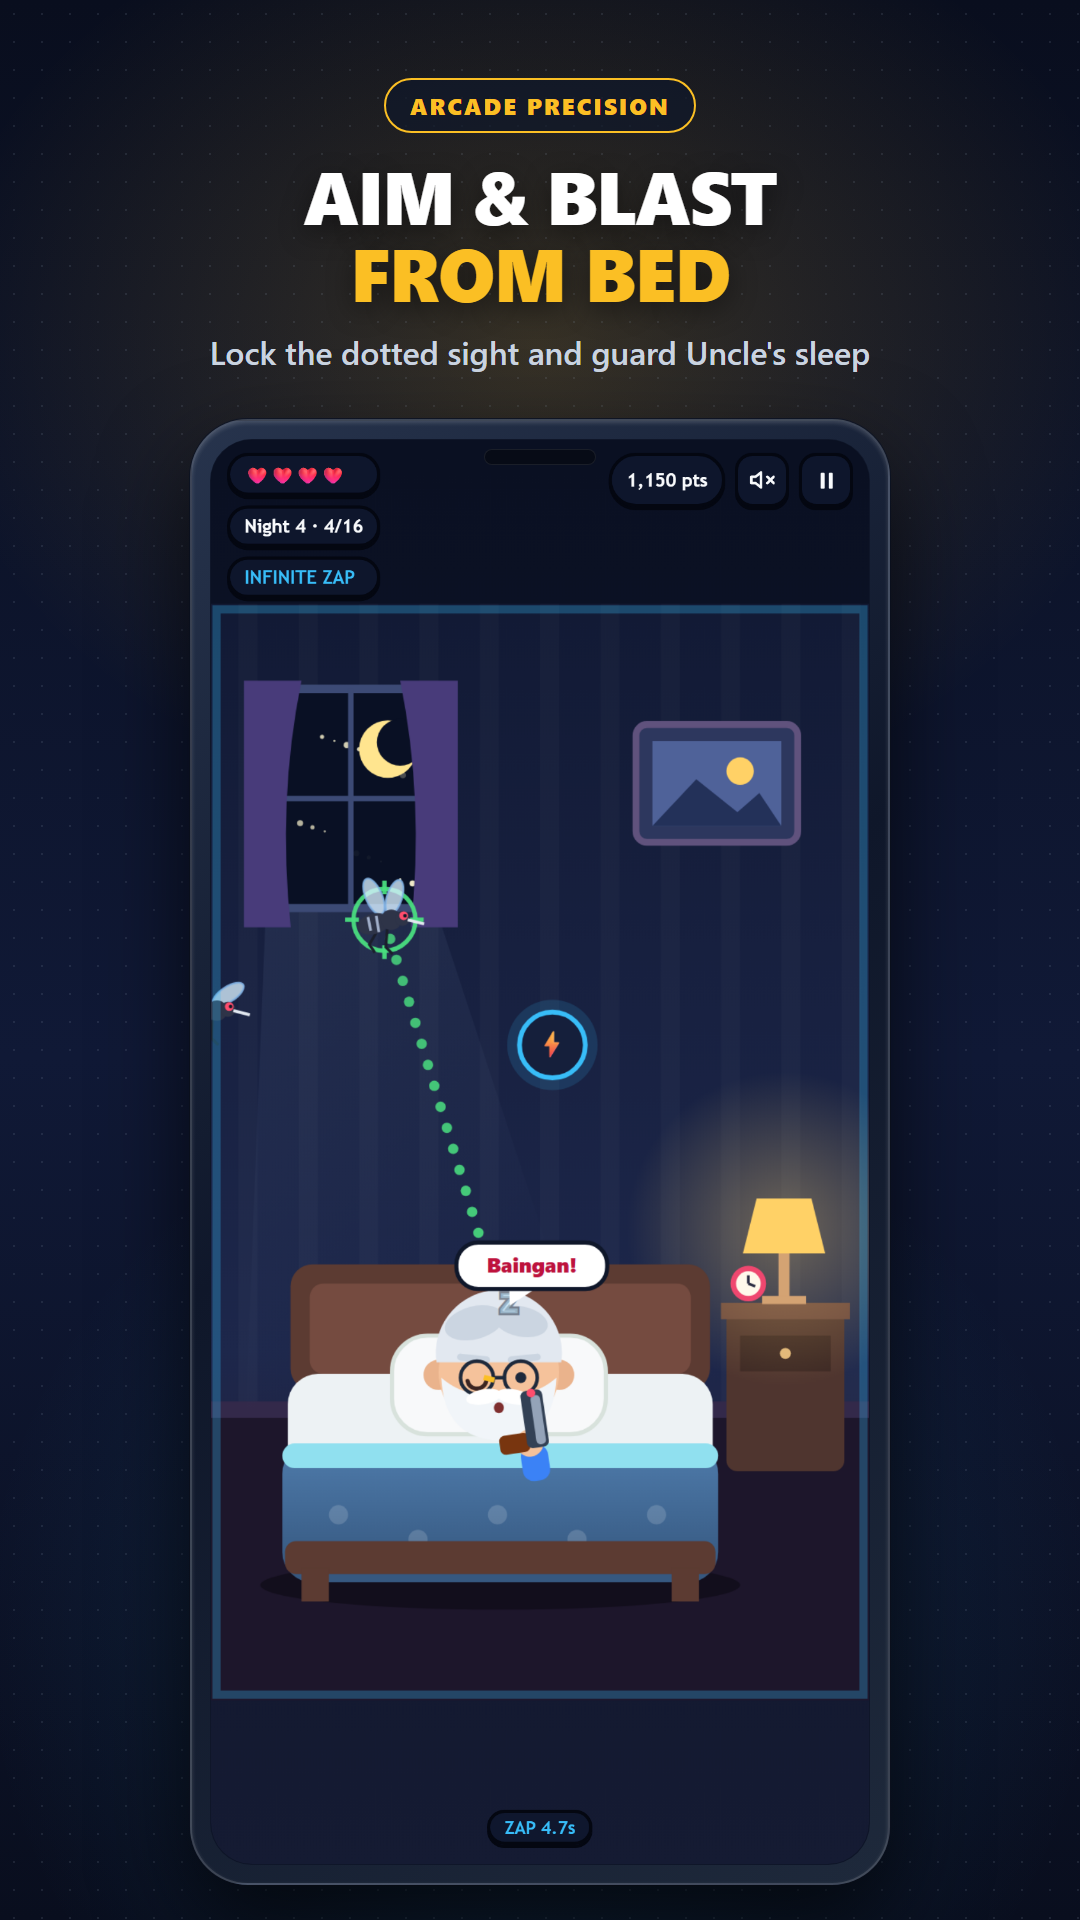 ARCADE PRECISION
AIM & BLAST
FROM BED
Lock the dotted sight and guard Uncle's sleep
1,150 pts
Night 4 · 4/16
INFINITE ZAP
Baingan!
Z
ZAP 4.7s